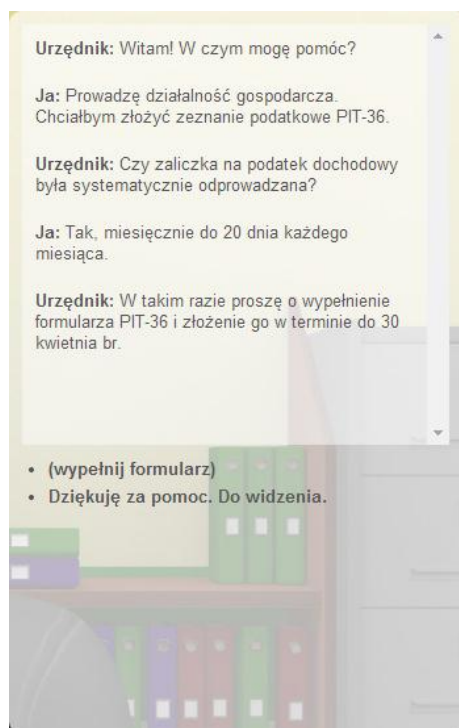 Urzędnik: Witam! W czym mogę pomóc?
Ja: Prowadzę działalność gospodarcza.
Chciałbym złożyć zeznanie podatkowe PIT-36.
Urzędnik: Czy zaliczka na podatek dochodowy
była systematycznie odprowadzana?
Ja: Tak, miesięcznie do 20 dnia każdego
miesiąca.
Urzędnik: W takim razie proszę o wypełnienie
formularza PIT-36 i złożenie go w terminie do 30
kwietnia br.
• (wypełnij formularz)
• Dziękuję za pomoc. Do widzenia.